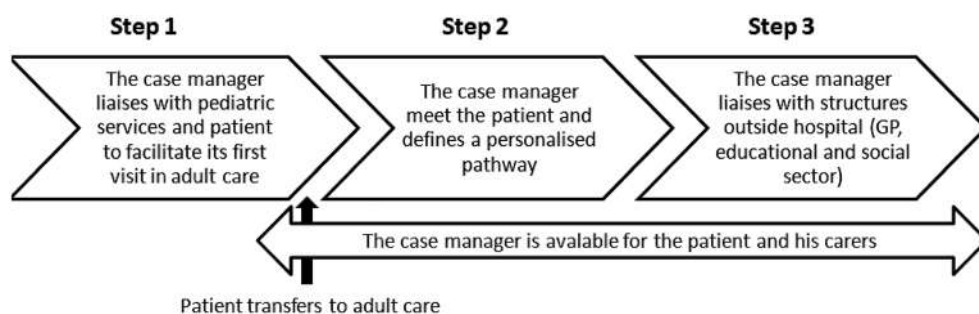 Step 1
The case manager
liaises with pediatric
services and patient
to facilitate its first
visit in adult care
Step 2
The case manager
meet the patient and
defines a personalised
pathway
Step 3
The case manager
liaises with structures
outside hospital (GP,
educational and social
sector)
The case manager is avalable for the patient and his carers
Patient transfers to adult care